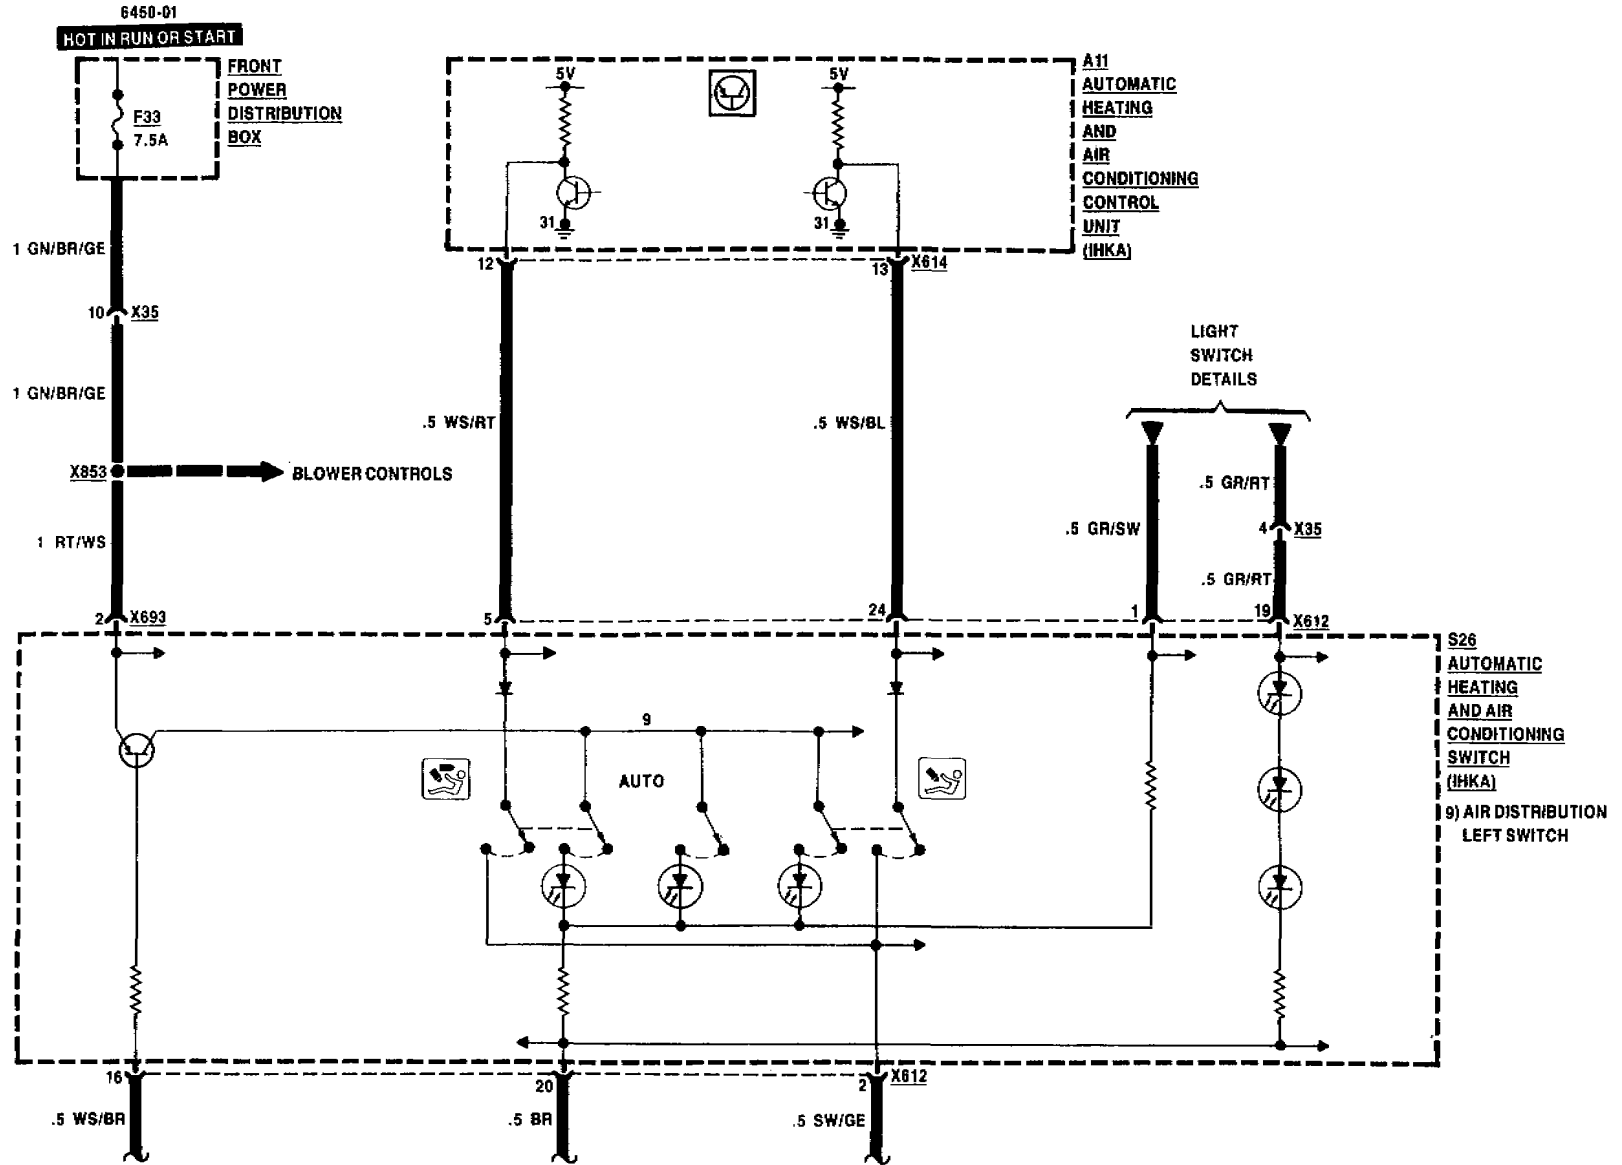 6450-01
HOT IN RUN OR START
FRONT
POWER
DISTRIBUTION
BOX
F33
7.5A
5V
5V
31
31
A11
AUTOMATIC
HEATING
AND
AIR
CONDITIONING
CONTROL
UNIT
(IHKA)
1 GN/BR/GE
12
13
X614
10
X35
1 GN/BR/GE
.5 WS/RT
.5 WS/BL
LIGHT
SWITCH
DETAILS
X853
BLOWER CONTROLS
.5 GR/RT
.5 GR/SW
4
X35
1 RT/WS
.5 GR/RT
2
X693
5
24
1
19
X612
S26
AUTOMATIC
HEATING
AND AIR
CONDITIONING
SWITCH
(IHKA)
9) AIR DISTRIBUTION
LEFT SWITCH
9
AUTO
16
20
2
X612
.5 WS/BR
.5 BR
.5 SW/GE